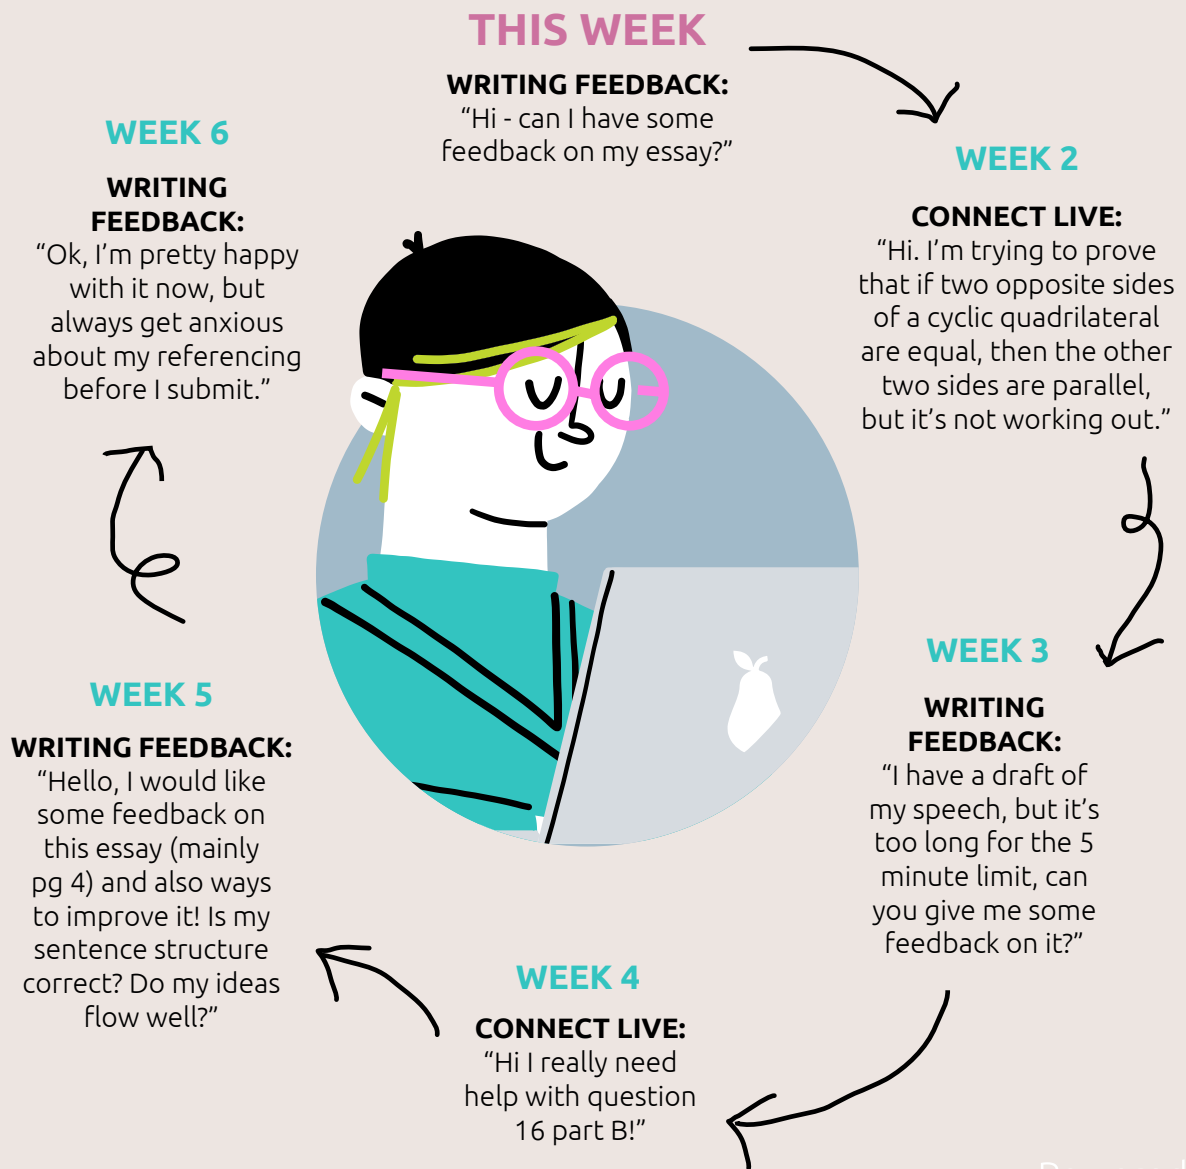 THIS WEEK
WRITING FEEDBACK:
“Hi - can I have some
feedback on my essay?”
WEEK 2
CONNECT LIVE:
“Hi. I’m trying to prove
that if two opposite sides
of a cyclic quadrilateral
are equal, then the other
two sides are parallel,
but it’s not working out.”
WEEK 3
WRITING
FEEDBACK:
“I have a draft of
my speech, but it’s
too long for the 5
minute limit, can
you give me some
feedback on it?”
WEEK 4
CONNECT LIVE:
“Hi I really need
help with question
16 part B!”
WEEK 5
WRITING FEEDBACK:
“Hello, I would like
some feedback on
this essay (mainly
pg 4) and also ways
to improve it! Is my
sentence structure
correct? Do my ideas
flow well?”
WEEK 6
WRITING
FEEDBACK:
“Ok, I’m pretty happy
with it now, but
always get anxious
about my referencing
before I submit.”